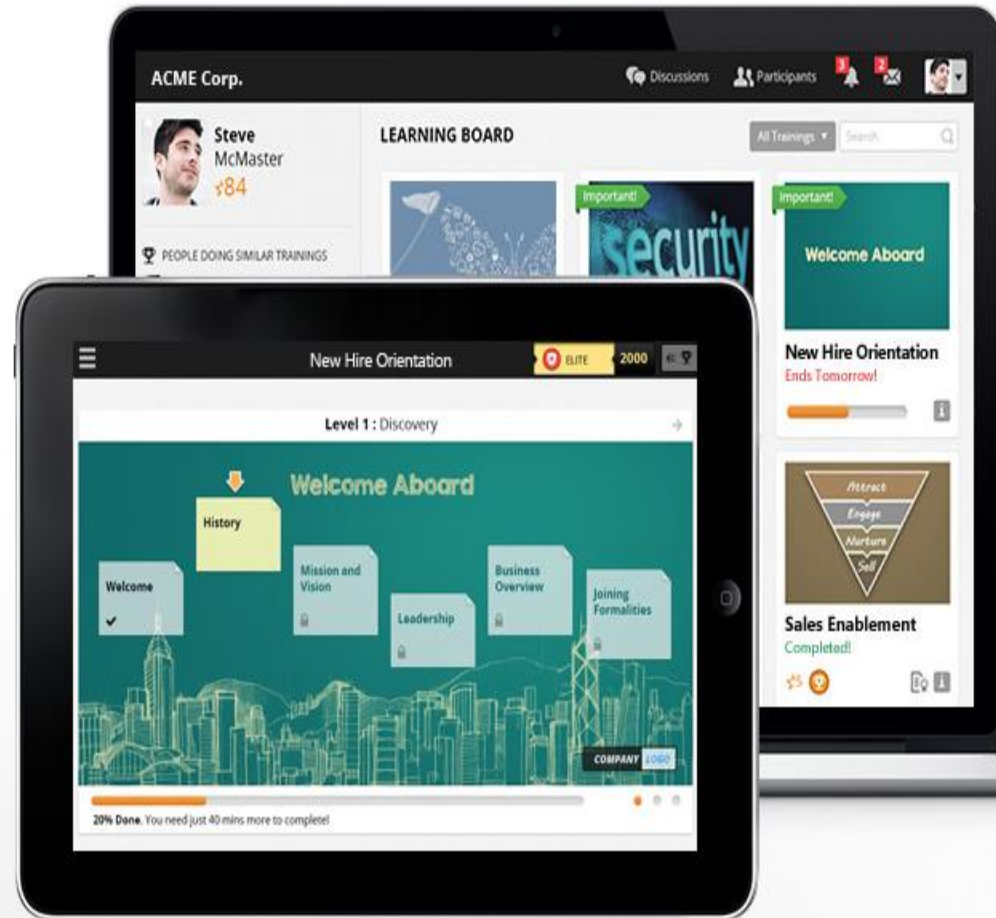 ACME Corp.
Discussions
Participants
3
2
Steve
McMaster
84
LEARNING BOARD
All Trainings
Search
PEOPLE DOING SIMILAR TRAININGS
Important!
security
Important!
Welcome Aboard
New Hire Orientation
Ends Tomorrow!
Attract
Engage
Nurture
Sell
Sales Enablement
Completed!
5
New Hire Orientation
ELITE
2000
Level 1 : Discovery
Welcome Aboard
History
Welcome
Mission and
Vision
Leadership
Business
Overview
Joining
Formalities
COMPANY LOGO
20% Done. You need just 40 mins more to complete!